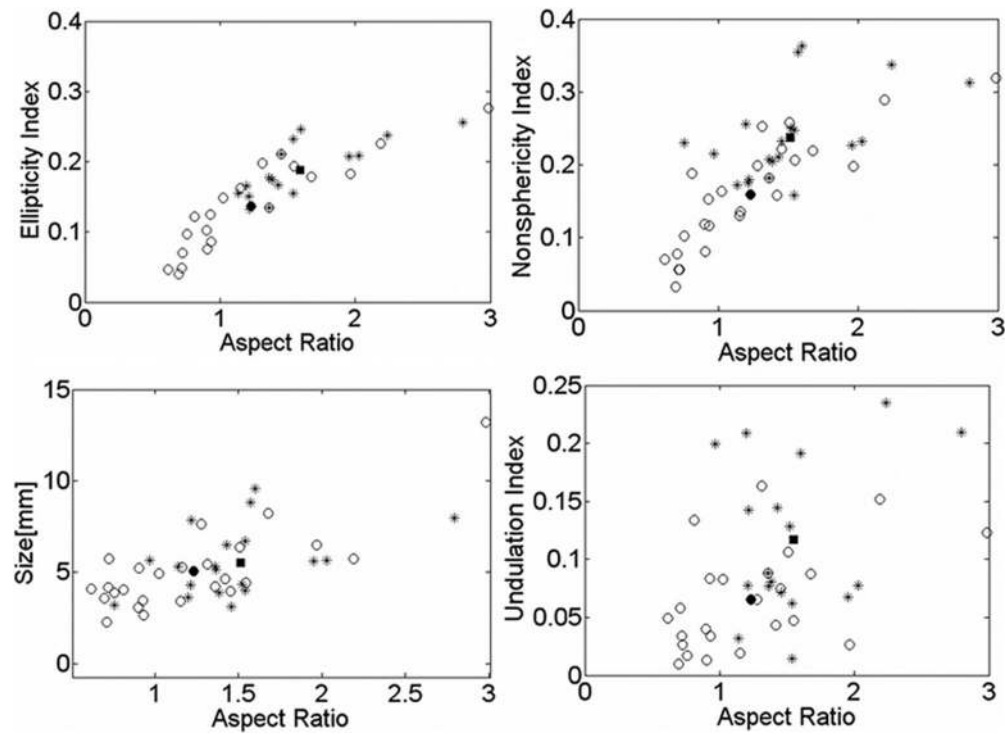 0.4
0.3
0.2
0.1
0
Ellipticity Index
0 1 2 3
Aspect Ratio
0.4
0.3
0.2
0.1
0
Nonsphericity Index
0 1 2 3
Aspect Ratio
15
10
5
0
Size[mm]
1 1.5 2 2.5 3
Aspect Ratio
0.25
0.2
0.15
0.1
0.05
0
Undulation Index
0 1 2 3
Aspect Ratio